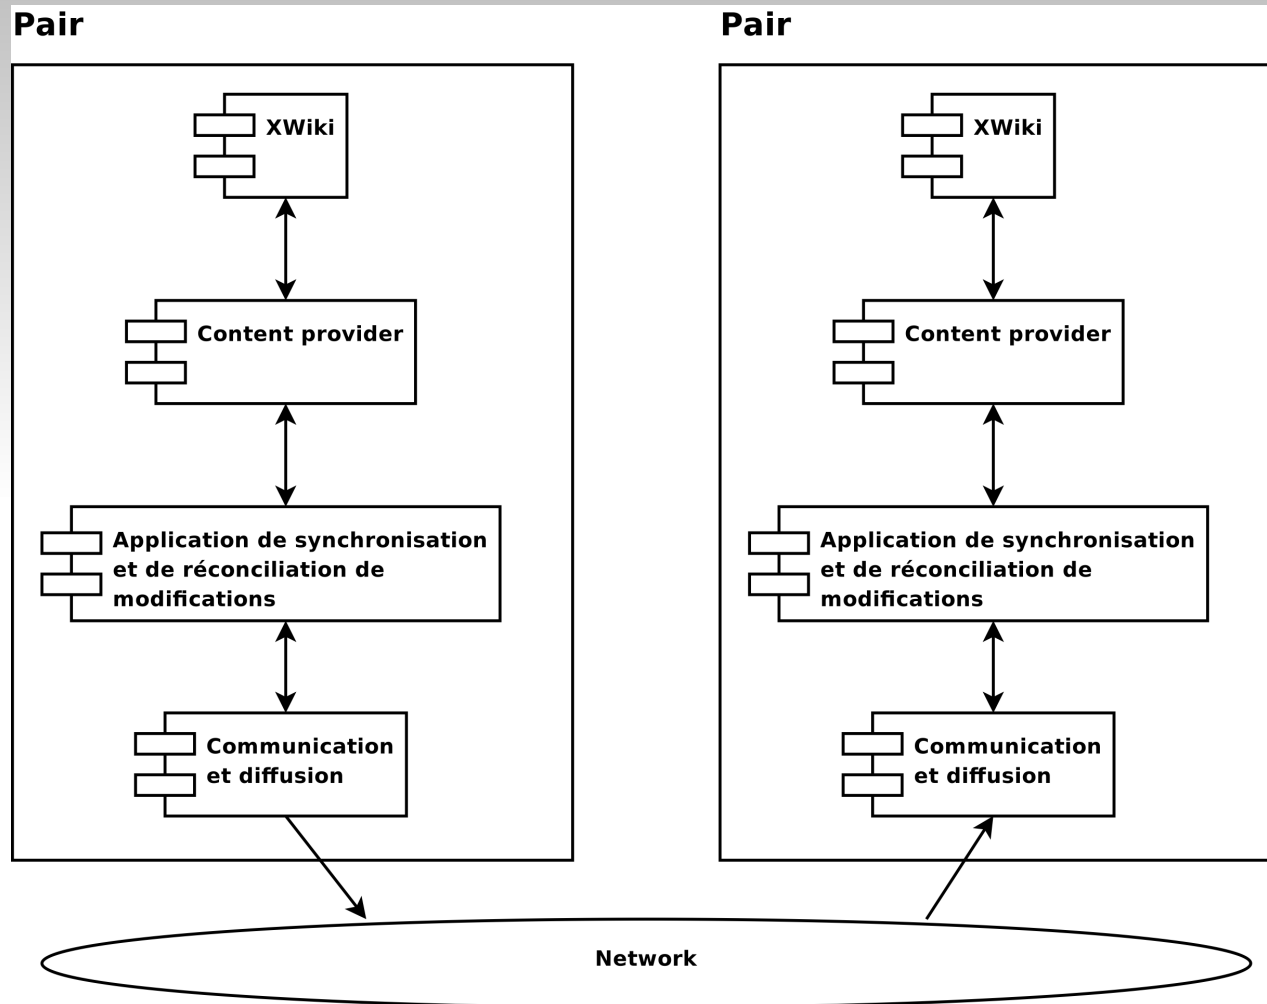 Pair
XWiki
Content provider
Application de synchronisation
et de réconciliation de
modifications
Communication
et diffusion
Pair
XWiki
Content provider
Application de synchronisation
et de réconciliation de
modifications
Communication
et diffusion
Network